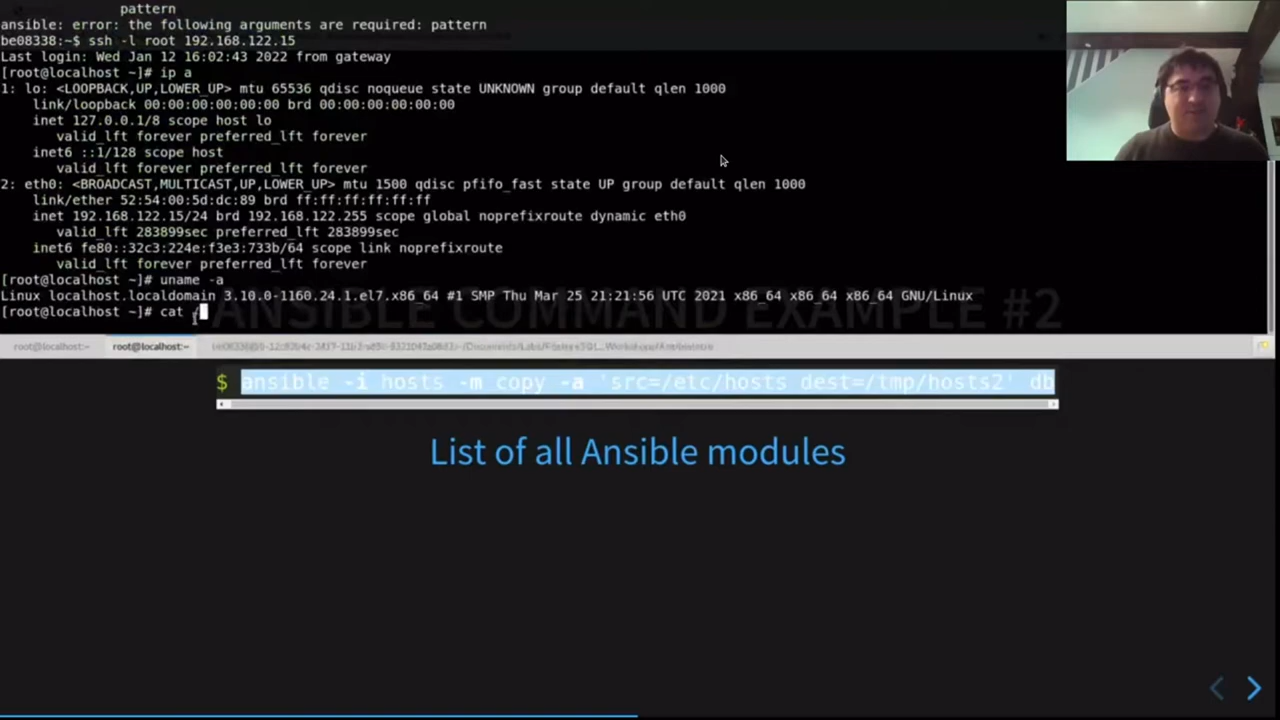 pattern
ansible: error: the following arguments are required: pattern
be08338:~$ ssh -l root 192.168.122.15
Last login: Wed Jan 12 16:02:43 2022 from gateway
[root@localhost ~]# ip a
1: lo: <LOOPBACK,UP,LOWER_UP> mtu 65536 qdisc noqueue state UNKNOWN group default qlen 1000
link/loopback 00:00:00:00:00:00 brd 00:00:00:00:00:00
inet 127.0.0.1/8 scope host lo
valid_lft forever preferred_lft forever
inet6 ::1/128 scope host
valid_lft forever preferred_lft forever
2: eth0: <BROADCAST,MULTICAST,UP,LOWER_UP> mtu 1500 qdisc pfifo_fast state UP group default qlen 1000
link/ether 52:54:00:5d:dc:89 brd ff:ff:ff:ff:ff:ff
inet 192.168.122.15/24 brd 192.168.122.255 scope global noprefixroute dynamic eth0
valid_lft 283899sec preferred_lft 283899sec
inet6 fe80::32c3:224e:f3e3:733b/64 scope link noprefixroute
valid_lft forever preferred_lft forever
[root@localhost ~]# uname -a
Linux localhost.localdomain 3.10.0-1160.24.1.el7.x86_64 #1 SMP Thu Mar 25 21:21:56 UTC 2021 x86_64 x86_64 x86_64 GNU/Linux
[root@localhost ~]# cat /
ANSIBLE COMMAND EXAMPLE #2
root@localhost:~ root@localhost:~
$ ansible -i hosts -m copy -a 'src=/etc/hosts dest=/tmp/hosts2' db
List of all Ansible modules